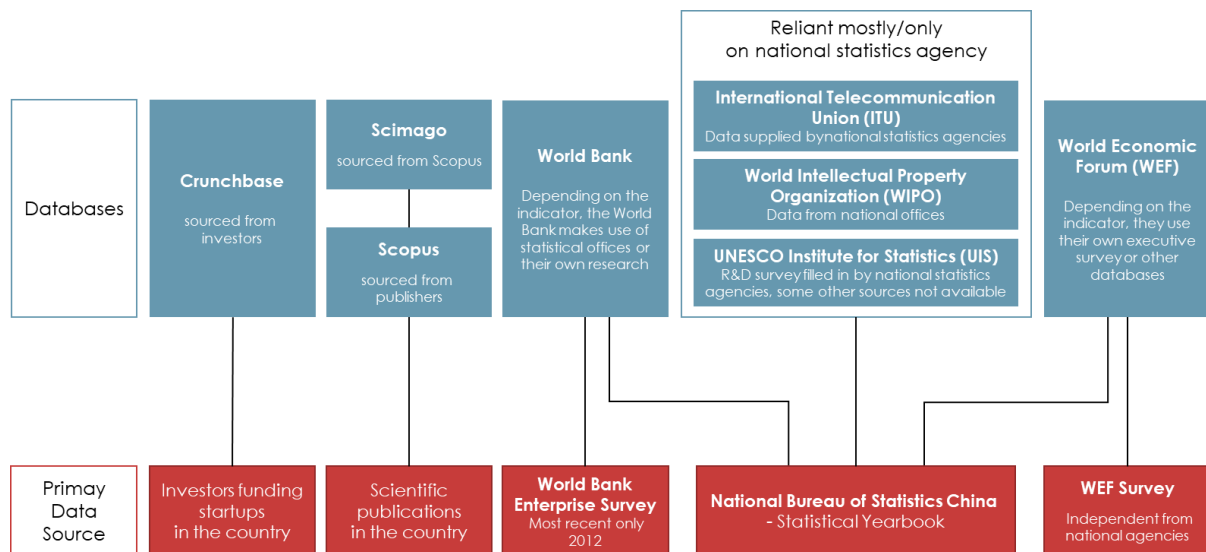 Databases
Crunchbase
sourced from
investors
Scimago
sourced from Scopus
Scopus
sourced from
publishers
World Bank
Depending on the
indicator, the World
Bank makes use of
statistical offices or
their own research
Reliant mostly/only
on national statistics agency
International Telecommunication
Union (ITU)
Data supplied bynational statistics agencies
World Intellectual Property
Organization (WIPO)
Data from national offices
UNESCO Institute for Statistics (UIS)
R&D survey filled in by national statistics
agencies, some other sources not available
World Economic
Forum (WEF)
Depending on the
indicator, they use
their own executive
survey or other
databases
Primay
Data
Source
Investors funding
startups
in the country
Scientific
publications
in the country
World Bank
Enterprise Survey
Most recent only
2012
National Bureau of Statistics China
- Statistical Yearbook
WEF Survey
Independent from
national agencies